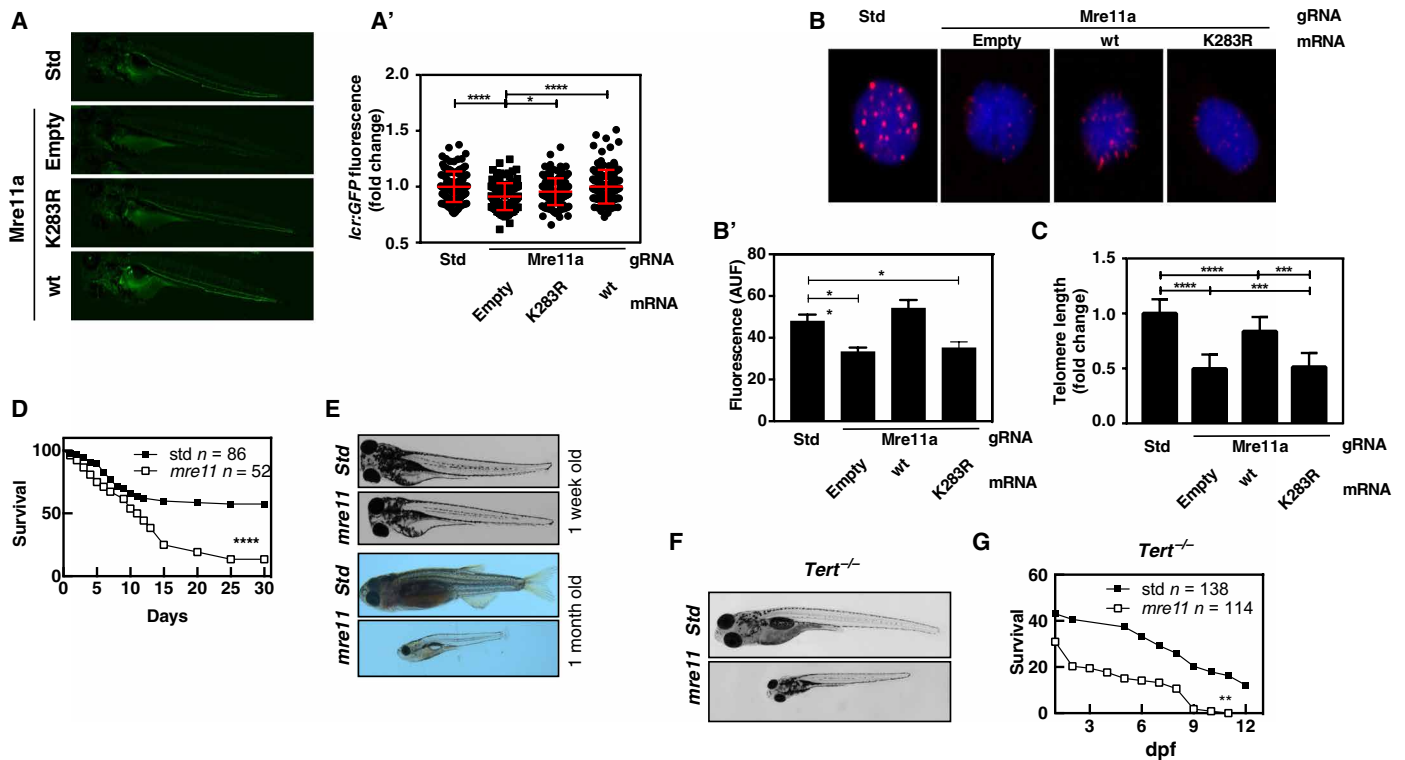 A
Std
Empty
K283R
wt
Mre11a
A'
lcr:GFP fluorescence
(fold change)
2.0
1.5
1.0
0.5
****
****
*
Std
Mre11a
gRNA
Empty
K283R
wt
mRNA
B
Std
Mre11a
gRNA
Empty
wt
K283R
mRNA
B'
Fluorescence (AUF)
80
60
40
20
0
*
*
*
Std
Mre11a
gRNA
Empty
wt
K283R
mRNA
C
Telomere length
(fold change)
1.5
1.0
0.5
0.0
****
***
****
***
Std
Mre11a
gRNA
Empty
wt
K283R
mRNA
D
Survival
100
50
0
std n = 86
mre11 n = 52
****
0 5 10 15 20 25 30
Days
E
Std
mre11
1 week old
Std
mre11
1 month old
F
Tert–/–
Std
mre11
G
Tert–/–
Survival
60
40
20
0
std n = 138
mre11 n = 114
**
3 6 9 12
dpf